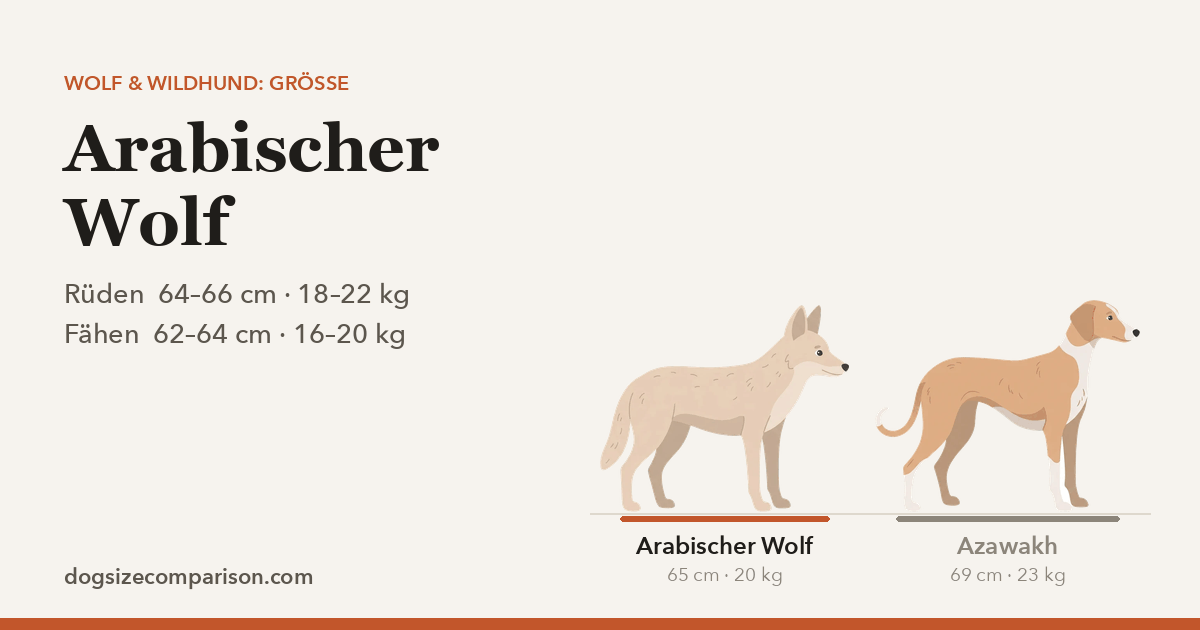 WOLF & WILDHUND: GRÖSSE
Arabischer
Wolf
Rüden 64–66 cm · 18–22 kg
Fähen 62–64 cm · 16–20 kg
Arabischer Wolf
65 cm · 20 kg
Azawakh
69 cm · 23 kg
dogsizecomparison.com